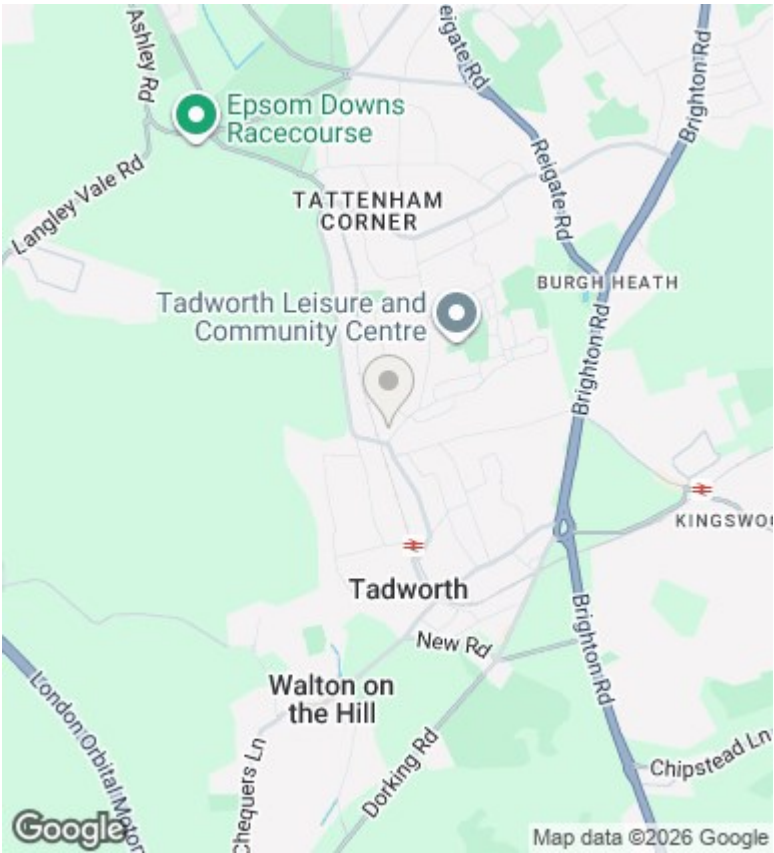 Ashley Rd
eigate Rd
Brighton Rd
Epsom Downs
Racecourse
Reigate Rd
Langley Vale Rd
TATTENHAM
CORNER
BURGH HEATH
Tadworth Leisure and
Community Centre
Brighton Rd
KINGSWOO
Tadworth
New Rd
Brighton Rd
Walton on
the Hill
London Orbital Motor
Chequers Ln
Dorking Rd
Chipstead Ln
Google
Map data ©2026 Google